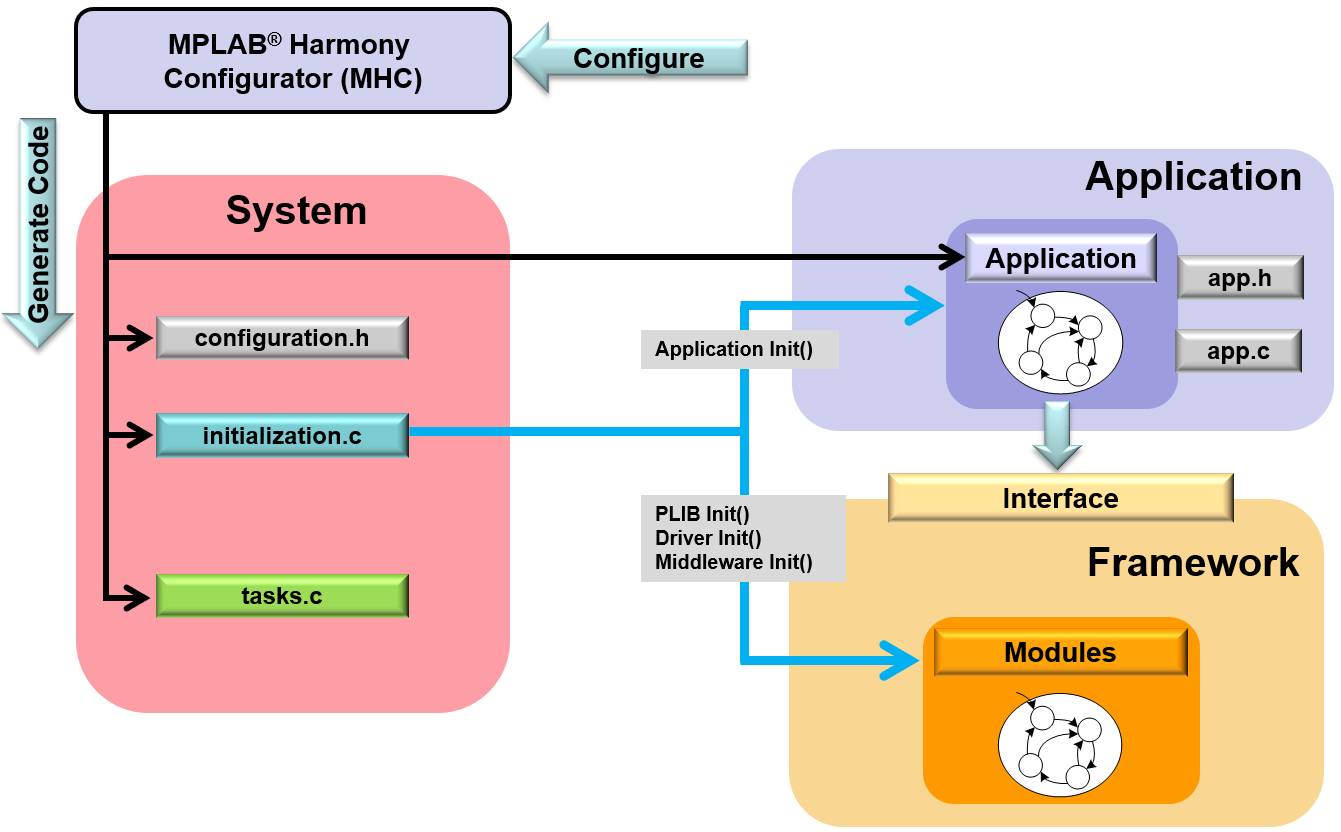 MPLAB® Harmony
Configurator (MHC)
Configure
Generate Code
System
configuration.h
initialization.c
tasks.c
Application
Application
app.h
app.c
Application Init()
Interface
PLIB Init()
Driver Init()
Middleware Init()
Framework
Modules